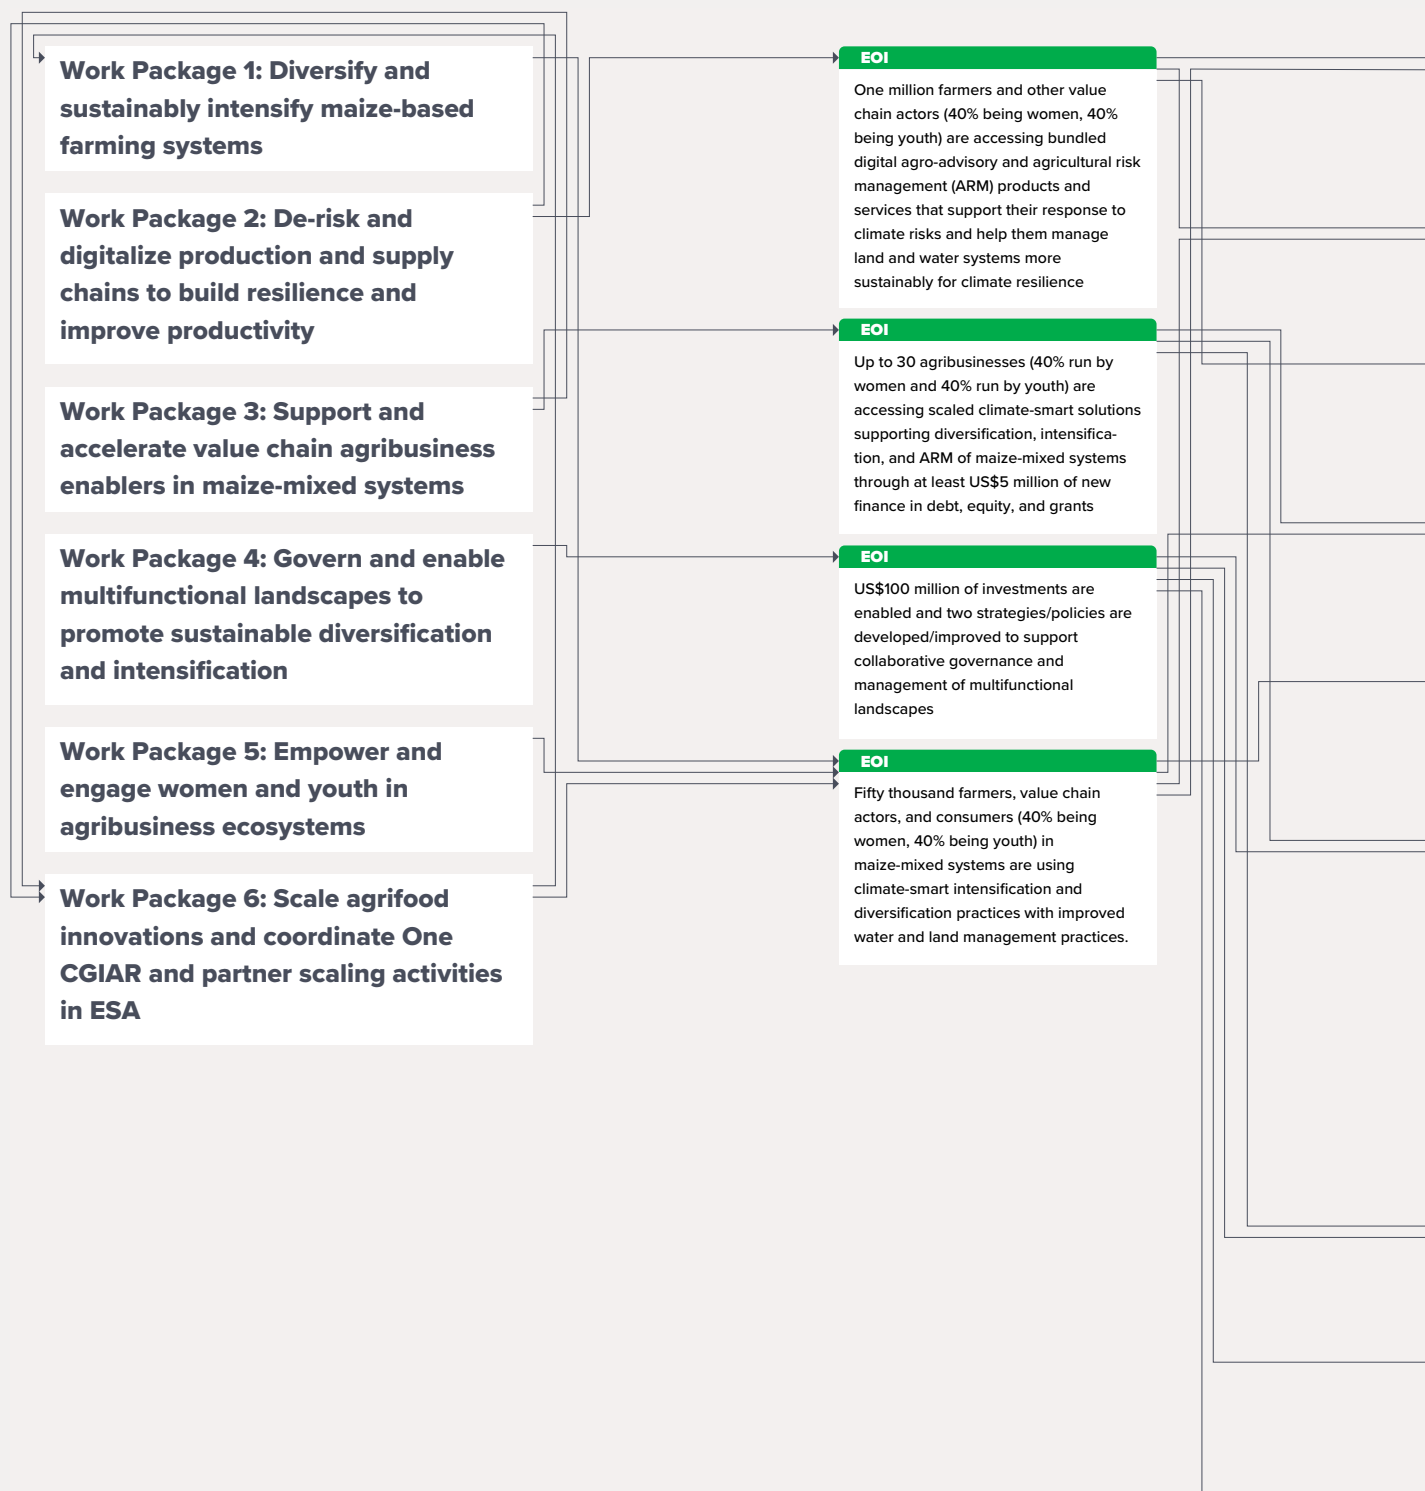 Work Package 1: Diversify and
sustainably intensify maize-based
farming systems
Work Package 2: De-risk and
digitalize production and supply
chains to build resilience and
improve productivity
Work Package 3: Support and
accelerate value chain agribusiness
enablers in maize-mixed systems
Work Package 4: Govern and enable
multifunctional landscapes to
promote sustainable diversification
and intensification
Work Package 5: Empower and
engage women and youth in
agribusiness ecosystems
Work Package 6: Scale agrifood
innovations and coordinate One
CGIAR and partner scaling activities
in ESA
EOI
One million farmers and other value
chain actors (40% being women, 40%
being youth) are accessing bundled
digital agro-advisory and agricultural risk
management (ARM) products and
services that support their response to
climate risks and help them manage
land and water systems more
sustainably for climate resilience
EOI
Up to 30 agribusinesses (40% run by
women and 40% run by youth) are
accessing scaled climate-smart solutions
supporting diversification, intensifica-
tion, and ARM of maize-mixed systems
through at least US$5 million of new
finance in debt, equity, and grants
EOI
US$100 million of investments are
enabled and two strategies/policies are
developed/improved to support
collaborative governance and
management of multifunctional
landscapes
EOI
Fifty thousand farmers, value chain
actors, and consumers (40% being
women, 40% being youth) in
maize-mixed systems are using
climate-smart intensification and
diversification practices with improved
water and land management practices.